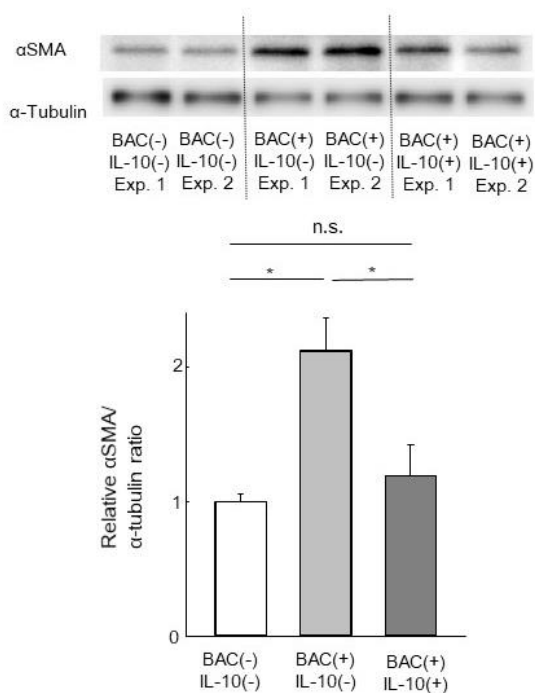 αSMA
α-Tubulin
BAC(-) BAC(-) BAC(+) BAC(+) BAC(+) BAC(+)
IL-10(-) IL-10(-) IL-10(-) IL-10(-) IL-10(+) IL-10(+)
Exp. 1 Exp. 2 Exp. 1 Exp. 2 Exp. 1 Exp. 2
n.s.
* *
Relative αSMA/
α-tubulin ratio
2
1
0
BAC(-) BAC(+) BAC(+)
IL-10(-) IL-10(-) IL-10(+)